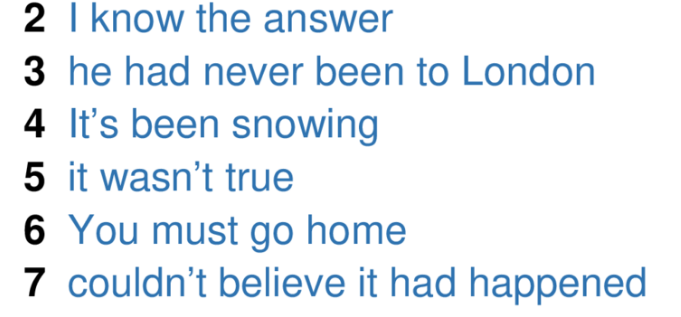 2 I know the answer
3 he had never been to London
4 It’s been snowing
5 it wasn’t true
6 You must go home
7 couldn’t believe it had happened